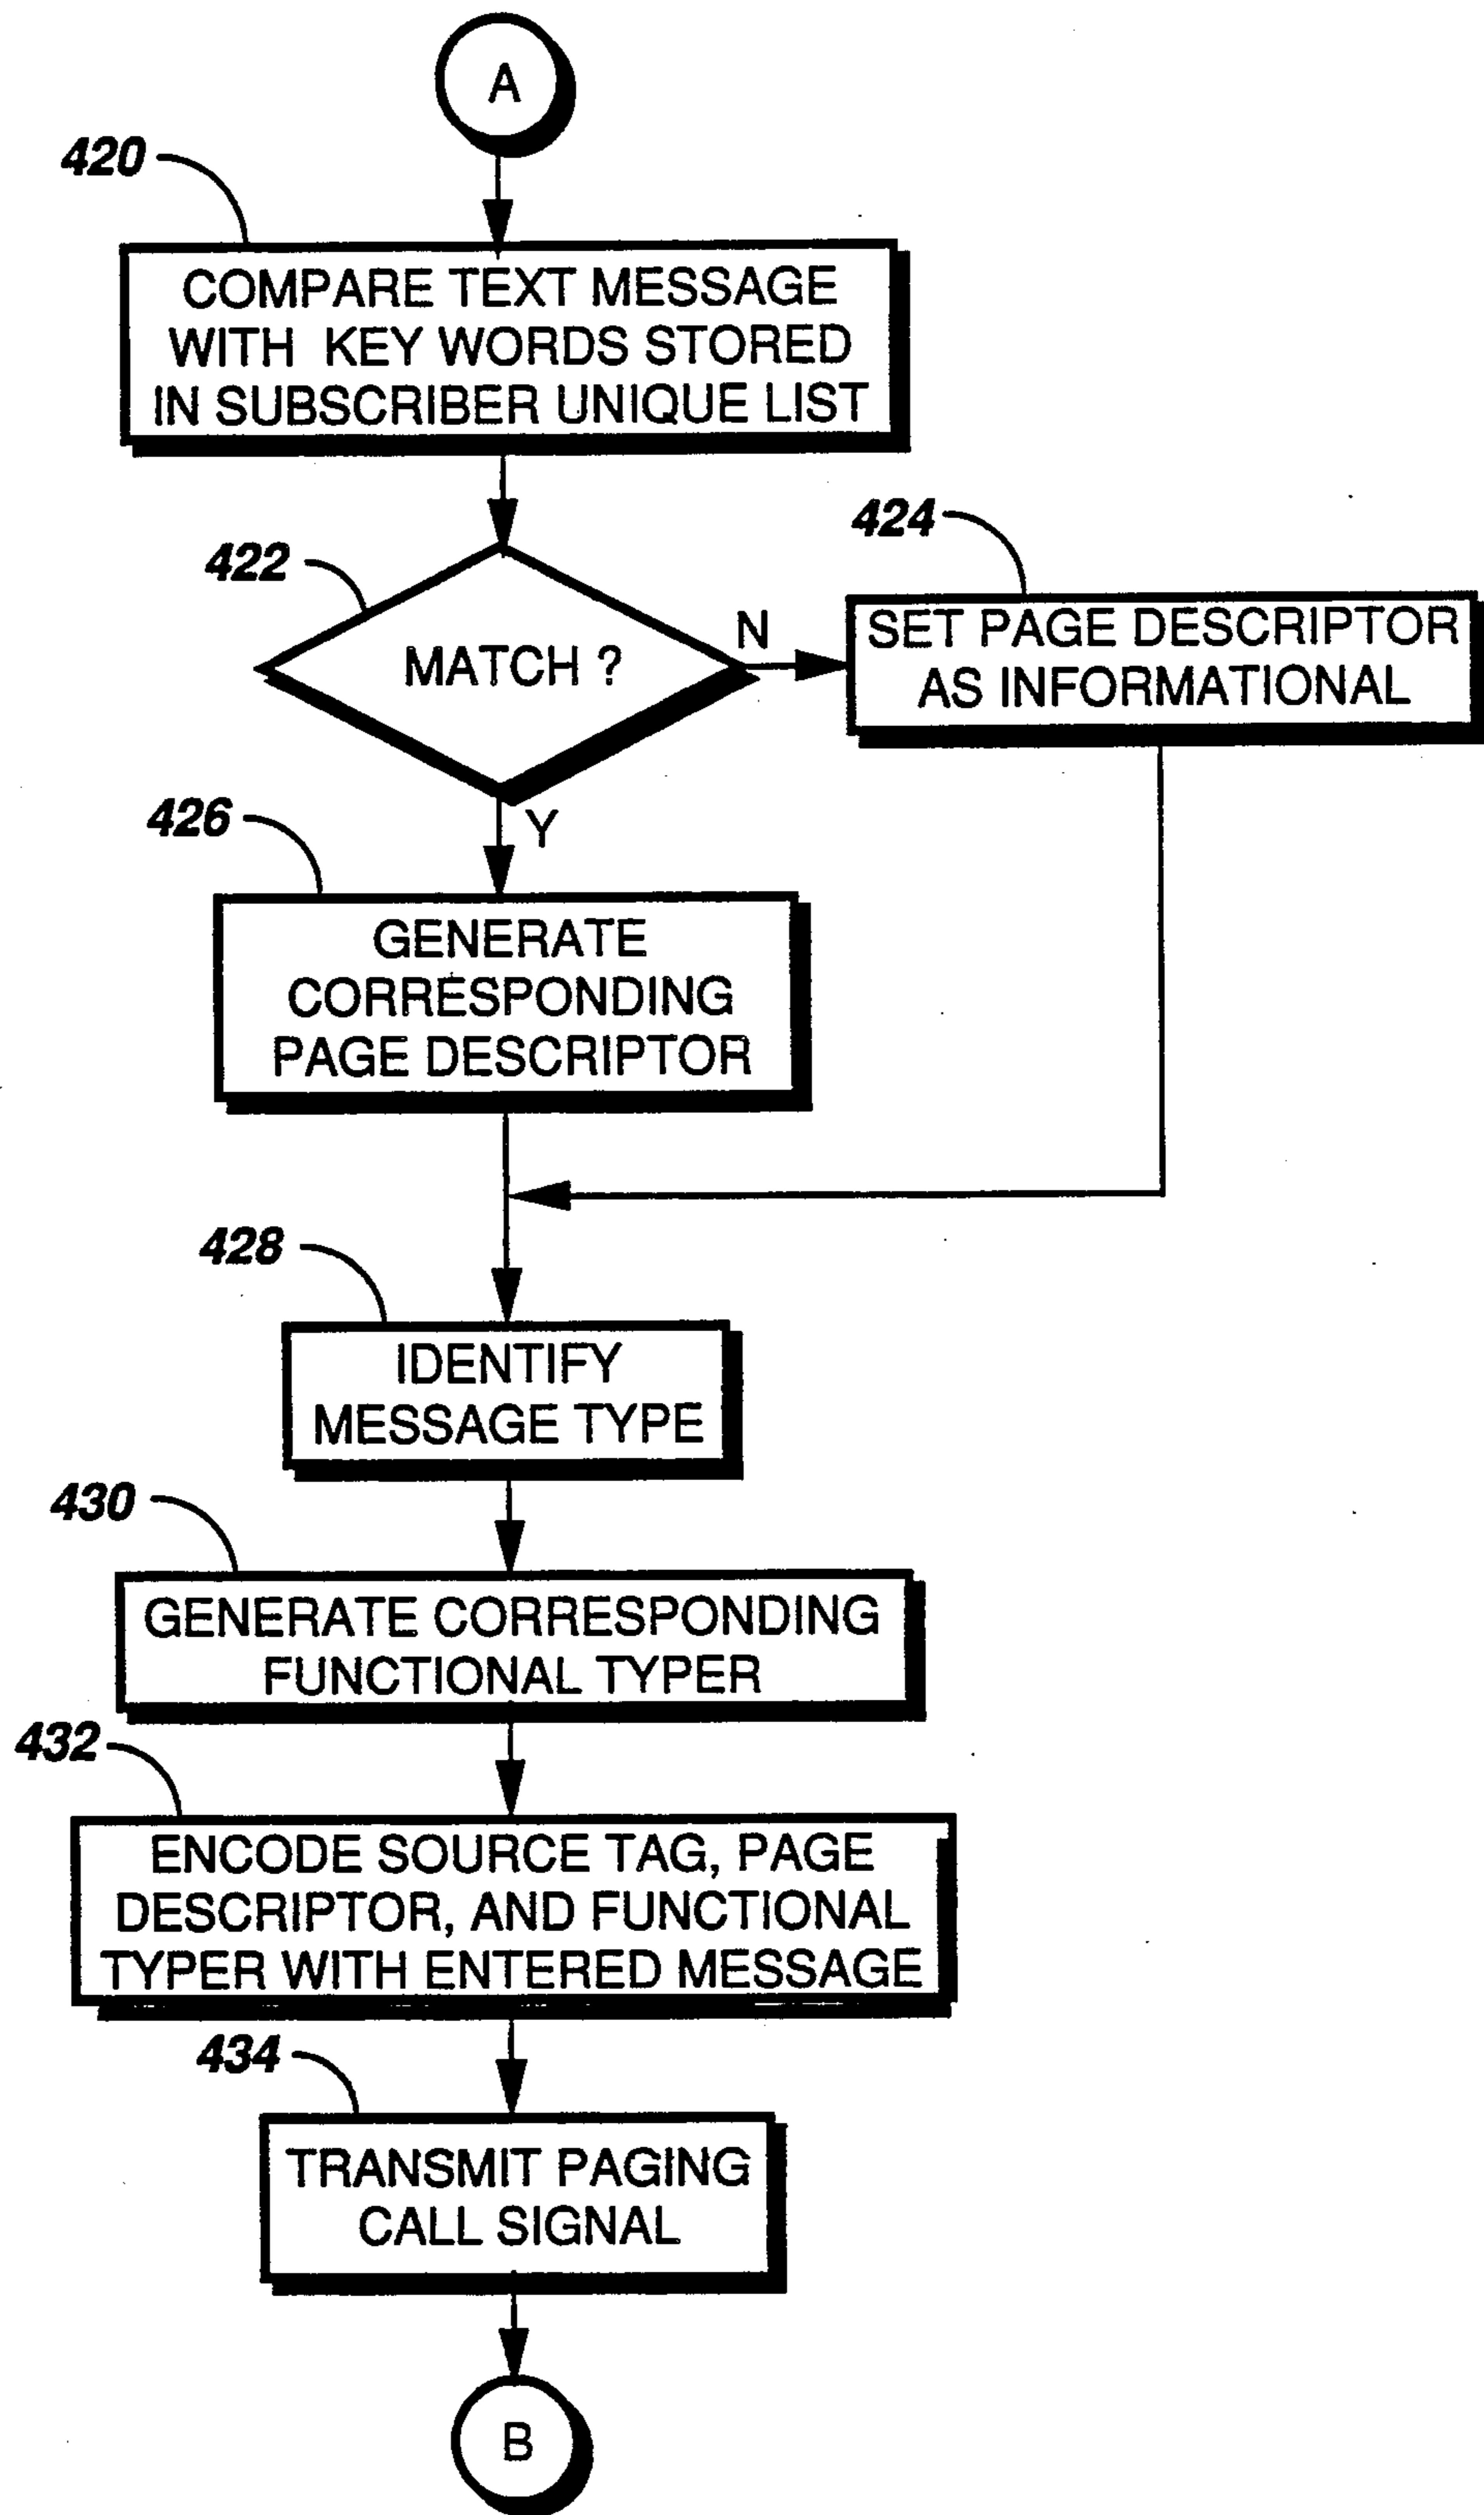 A
420
COMPARE TEXT MESSAGE
WITH KEY WORDS STORED
IN SUBSCRIBER UNIQUE LIST
422
MATCH ?
N
424
SET PAGE DESCRIPTOR
AS INFORMATIONAL
Y
426
GENERATE
CORRESPONDING
PAGE DESCRIPTOR
428
IDENTIFY
MESSAGE TYPE
430
GENERATE CORRESPONDING
FUNCTIONAL TYPER
432
ENCODE SOURCE TAG, PAGE
DESCRIPTOR, AND FUNCTIONAL
TYPER WITH ENTERED MESSAGE
434
TRANSMIT PAGING
CALL SIGNAL
B